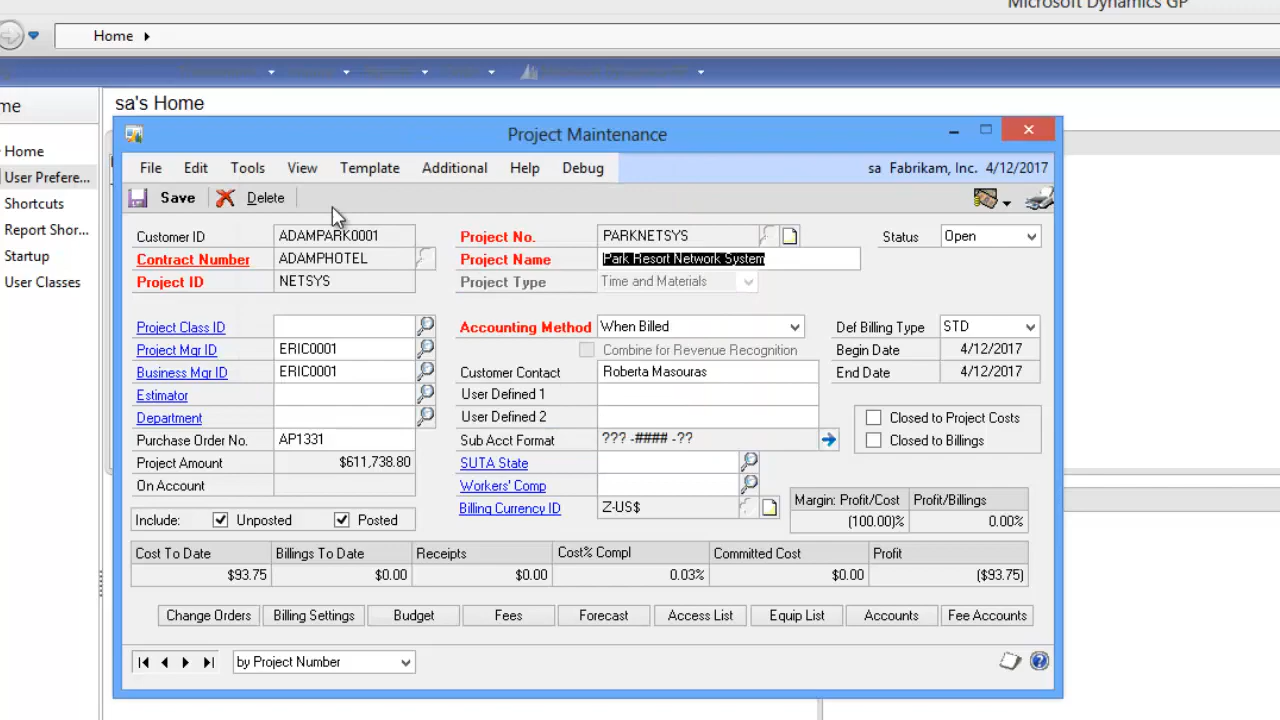 Microsoft Dynamics GP
Home
me
sa's Home
Home
User Prefere...
Shortcuts
Report Shor...
Startup
User Classes
Project Maintenance
File Edit Tools View Template Additional Help Debug
sa Fabrikam, Inc. 4/12/2017
Save Delete
Customer ID ADAMPARK0001 Project No. PARKNETSYS Status Open
Contract Number ADAMPHOTEL Project Name Park Resort Network System
Project ID NETSYS Project Type Time and Materials
Project Class ID Accounting Method When Billed Def Billing Type STD
Project Mgr ID ERIC0001 Combine for Revenue Recognition Begin Date 4/12/2017
Business Mgr ID ERIC0001 Customer Contact Roberta Masouras End Date 4/12/2017
Estimator User Defined 1
Department User Defined 2 Closed to Project Costs
Purchase Order No. AP1331 Sub Acct Format ??? -#### -?? Closed to Billings
Project Amount $611,738.80 SUTA State
On Account Workers' Comp
Billing Currency ID Z-US$
Margin: Profit/Cost Profit/Billings
(100.00)% 0.00%
Include: Unposted Posted
Cost To Date Billings To Date Receipts Cost% Compl Committed Cost Profit
$93.75 $0.00 $0.00 0.03% $0.00 ($93.75)
Change Orders Billing Settings Budget Fees Forecast Access List Equip List Accounts Fee Accounts
by Project Number